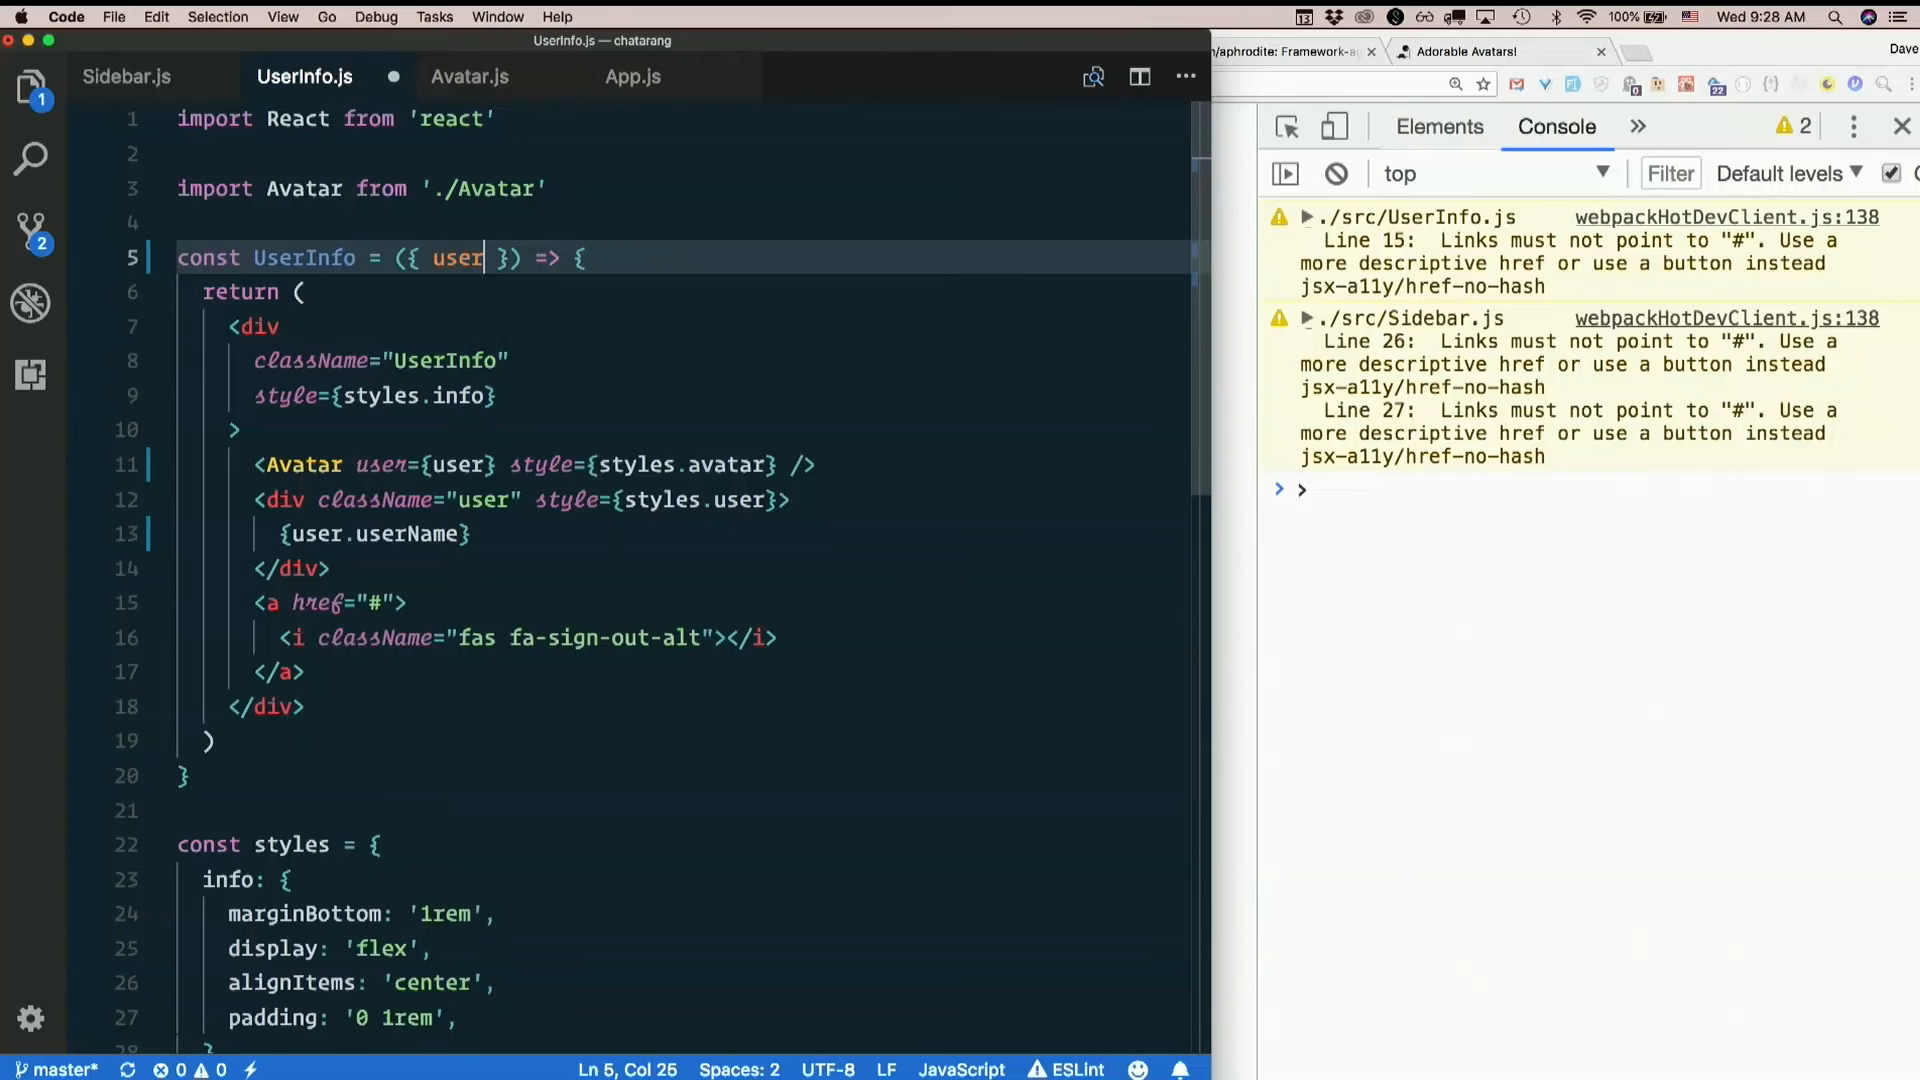 Code File Edit Selection View Go Debug Tasks Window Help 13 100% Wed 9:28 AM
UserInfo.js — chatarang
n/aphrodite: Framework-ag Adorable Avatars! Dave
Sidebar.js UserInfo.js Avatar.js App.js
0 22
1
2
1 import React from 'react'
2
3 import Avatar from './Avatar'
4
5 const UserInfo = ({ user }) => {
6 return (
7 <div
8 className="UserInfo"
9 style={styles.info}
10 >
11 <Avatar user={user} style={styles.avatar} />
12 <div className="user" style={styles.user}>
13 {user.userName}
14 </div>
15 <a href="#">
16 <i className="fas fa-sign-out-alt"></i>
17 </a>
18 </div>
19 )
20 }
21
22 const styles = {
23 info: {
24 marginBottom: '1rem',
25 display: 'flex',
26 alignItems: 'center',
27 padding: '0 1rem',
28 }
master* 0 0 Ln 5, Col 25 Spaces: 2 UTF-8 LF JavaScript ESLint
Elements Console » 2
top Filter Default levels
./src/UserInfo.js webpackHotDevClient.js:138
Line 15: Links must not point to "#". Use a
more descriptive href or use a button instead
jsx-a11y/href-no-hash
./src/Sidebar.js webpackHotDevClient.js:138
Line 26: Links must not point to "#". Use a
more descriptive href or use a button instead
jsx-a11y/href-no-hash
Line 27: Links must not point to "#". Use a
more descriptive href or use a button instead
jsx-a11y/href-no-hash
> >